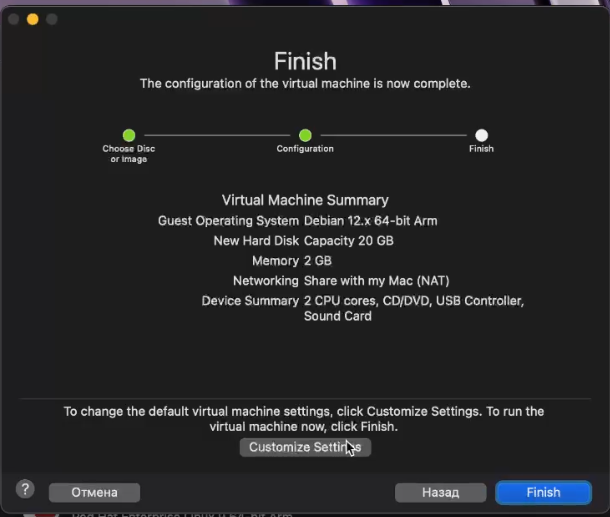 Finish
The configuration of the virtual machine is now complete.
Choose Disc
or Image
Configuration
Finish
Virtual Machine Summary
Guest Operating System Debian 12.x 64-bit Arm
New Hard Disk Capacity 20 GB
Memory 2 GB
Networking Share with my Mac (NAT)
Device Summary 2 CPU cores, CD/DVD, USB Controller,
Sound Card
To change the default virtual machine settings, click Customize Settings. To run the
virtual machine now, click Finish.
Customize Settings
?
Отмена
Назад
Finish